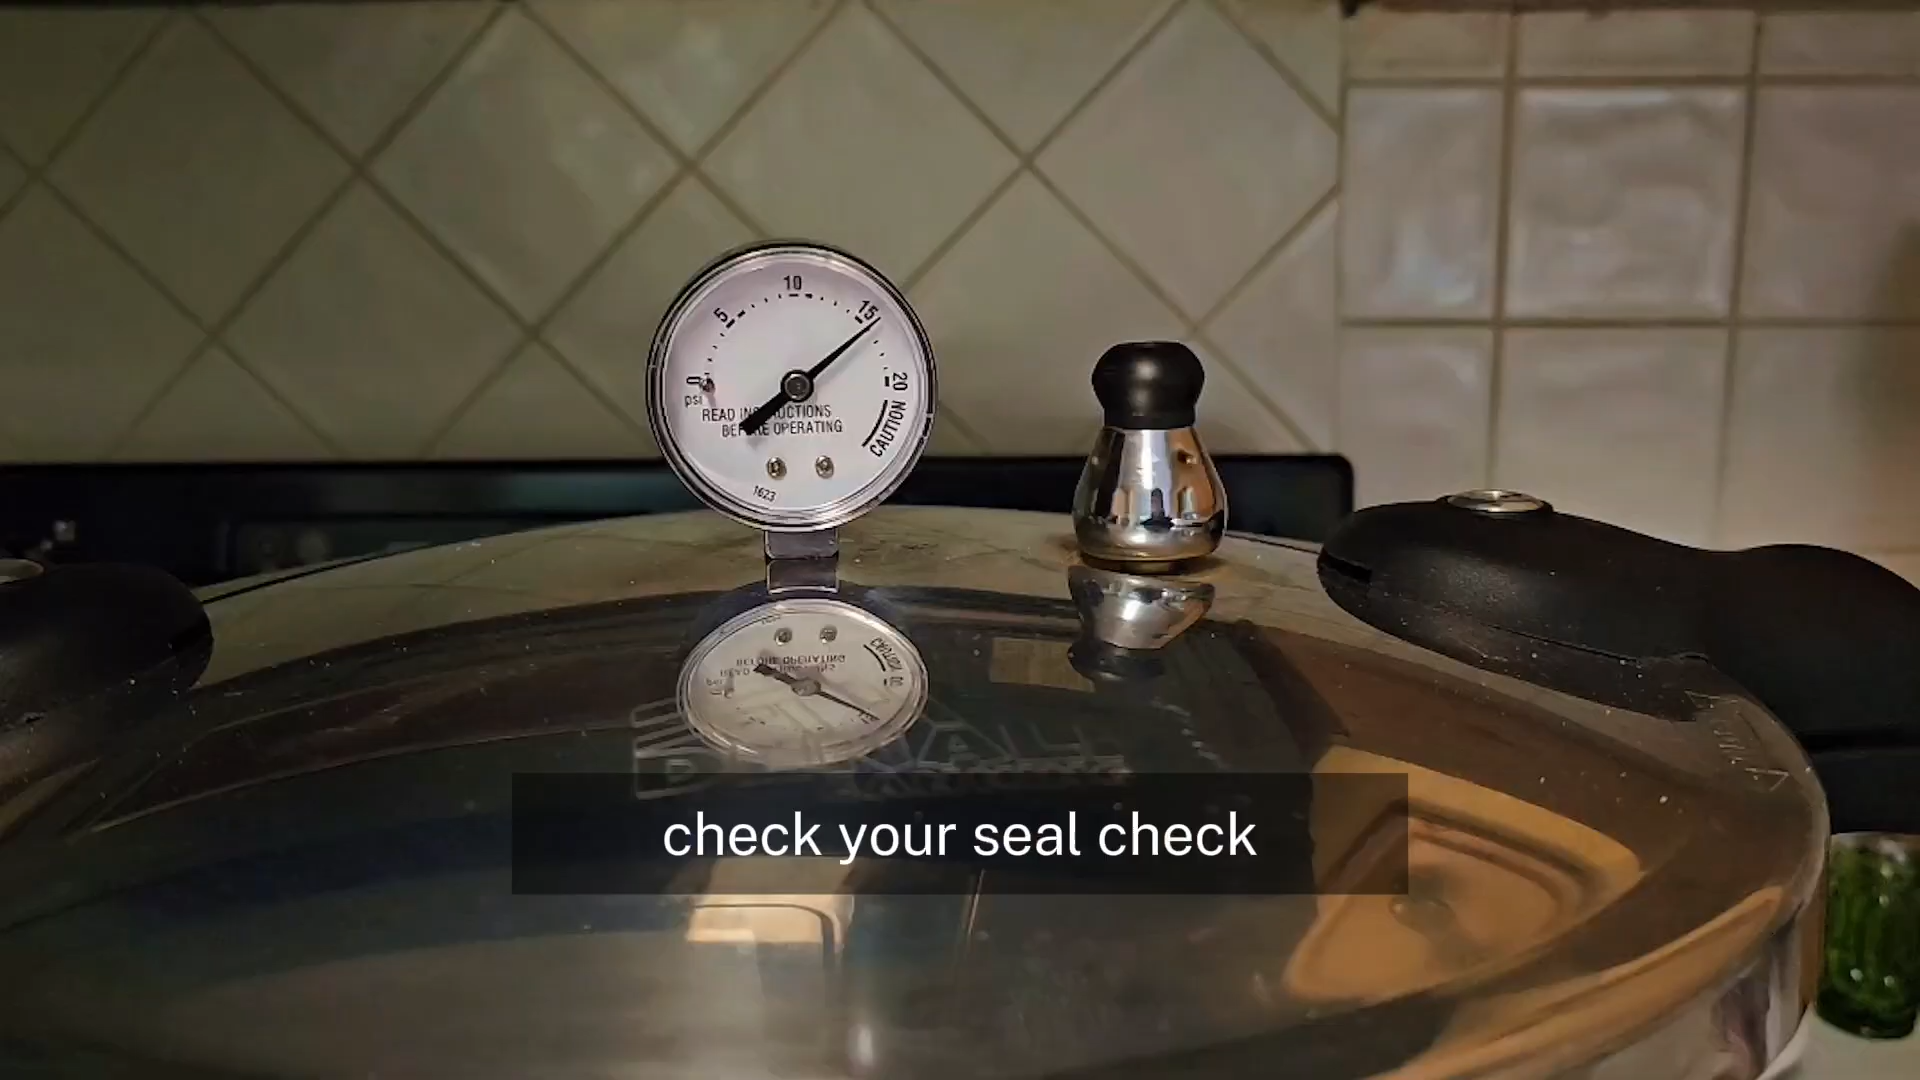 10
5
15
0
20
psi
READ INSTRUCTIONS
BEFORE OPERATING
CAUTION
1623
check your seal check